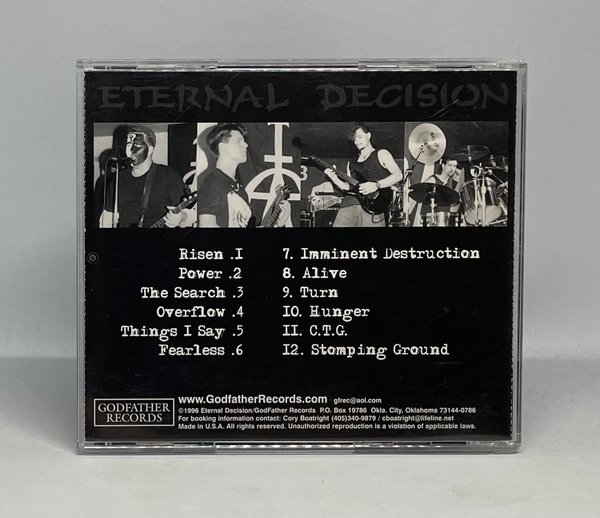 ETERNAL DECISION
Risen .1
Power .2
The Search .3
Overflow .4
Things I Say .5
Fearless .6
7. Imminent Destruction
8. Alive
9. Turn
10. Hunger
11. C.T.G.
12. Stomping Ground
GODFATHER
RECORDS
www.GodfatherRecords.com gfrec@aol.com
©1996 Eternal Decision/GodFather Records P.O. Box 19786 Okla. City, Oklahoma 73144-0786
For booking information contact: Cory Boatright (405)340-9879 / cboatright@lifeline.net
Made in U.S.A. All rights reserved. Unauthorized reproduction is a violation of applicable laws.